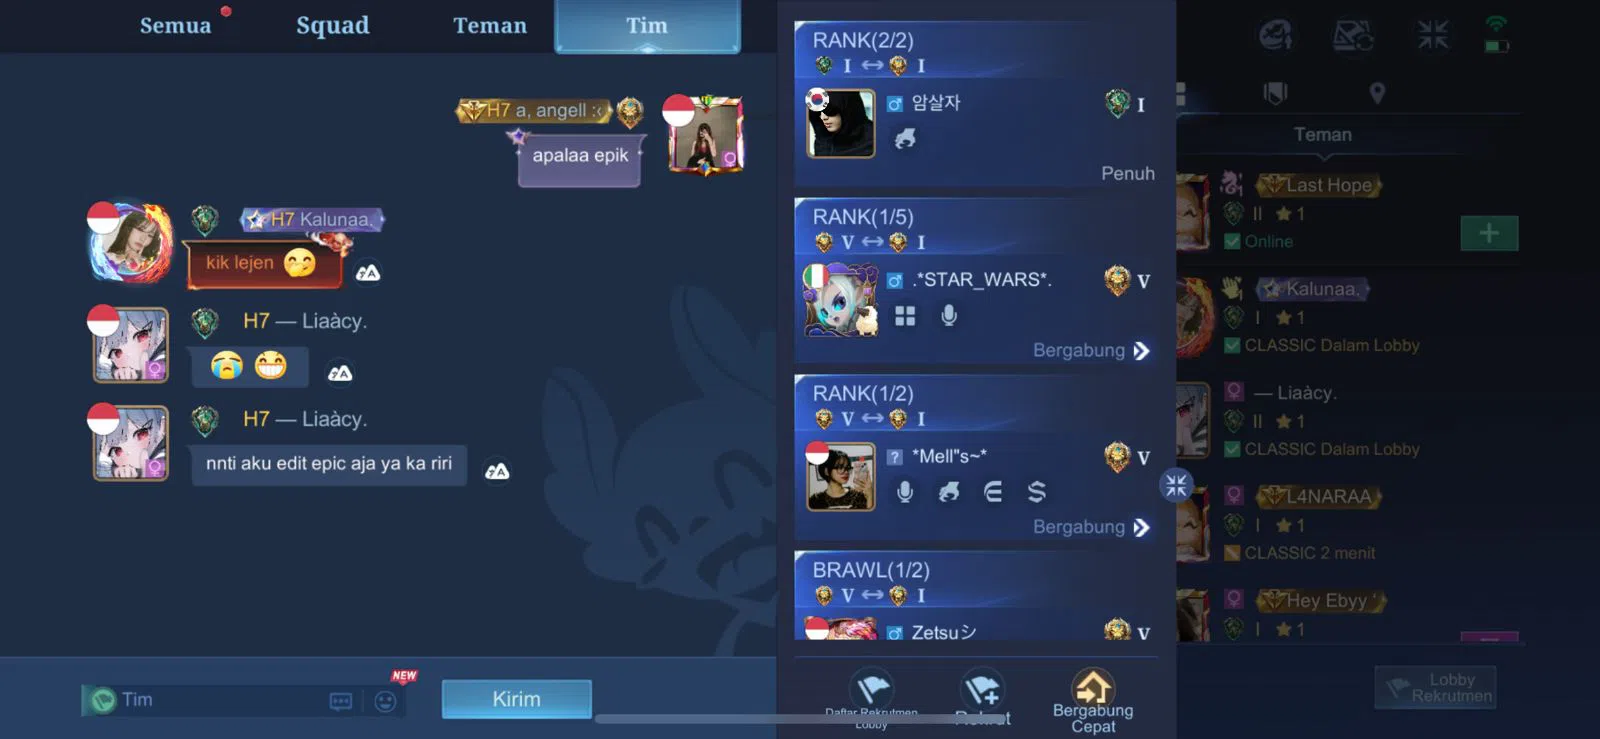 Semua
Squad
Teman
Tim
H7 a, angell :‹
apalaa epik
H7 Kalunaa.
kik lejen 🤭
H7 — Liaàcy.
😭 😁
H7 — Liaàcy.
nnti aku edit epic aja ya ka riri
NEW
Tim
Kirim
RANK(2/2)
I ↔ I
암살자
I
Penuh
RANK(1/5)
V ↔ I
.*STAR_WARS*.
V
Bergabung
RANK(1/2)
V ↔ I
? *Mell"s~*
V
Bergabung
BRAWL(1/2)
V ↔ I
Zetsuシ
V
Daftar Rekrutmen
Lobby
Rekrut
Bergabung
Cepat
Teman
Last Hope
II ★1
Online
Kalunaa.
I ★1
CLASSIC Dalam Lobby
— Liaàcy.
II ★1
CLASSIC Dalam Lobby
L4NARAA
I ★1
CLASSIC 2 menit
Hey Ebyy ‘
I ★1
Lobby
Rekrutmen